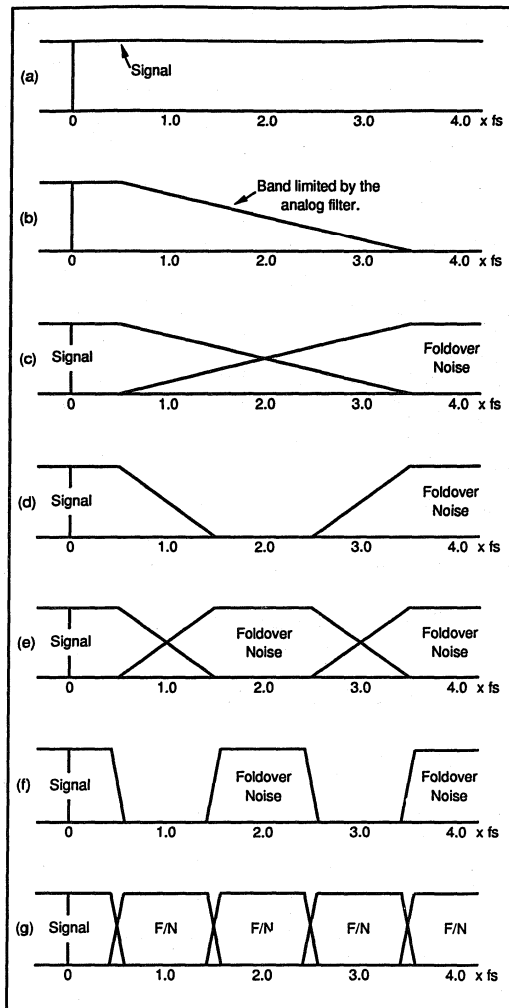 (a)
Signal
0 1.0 2.0 3.0 4.0 x fs
(b)
Band limited by the
analog filter.
0 1.0 2.0 3.0 4.0 x fs
(c)
Signal
Foldover
Noise
0 1.0 2.0 3.0 4.0 x fs
(d)
Signal
Foldover
Noise
0 1.0 2.0 3.0 4.0 x fs
(e)
Signal
Foldover
Noise
Foldover
Noise
0 1.0 2.0 3.0 4.0 x fs
(f)
Signal
Foldover
Noise
Foldover
Noise
0 1.0 2.0 3.0 4.0 x fs
(g)
Signal F/N F/N F/N F/N
0 1.0 2.0 3.0 4.0 x fs